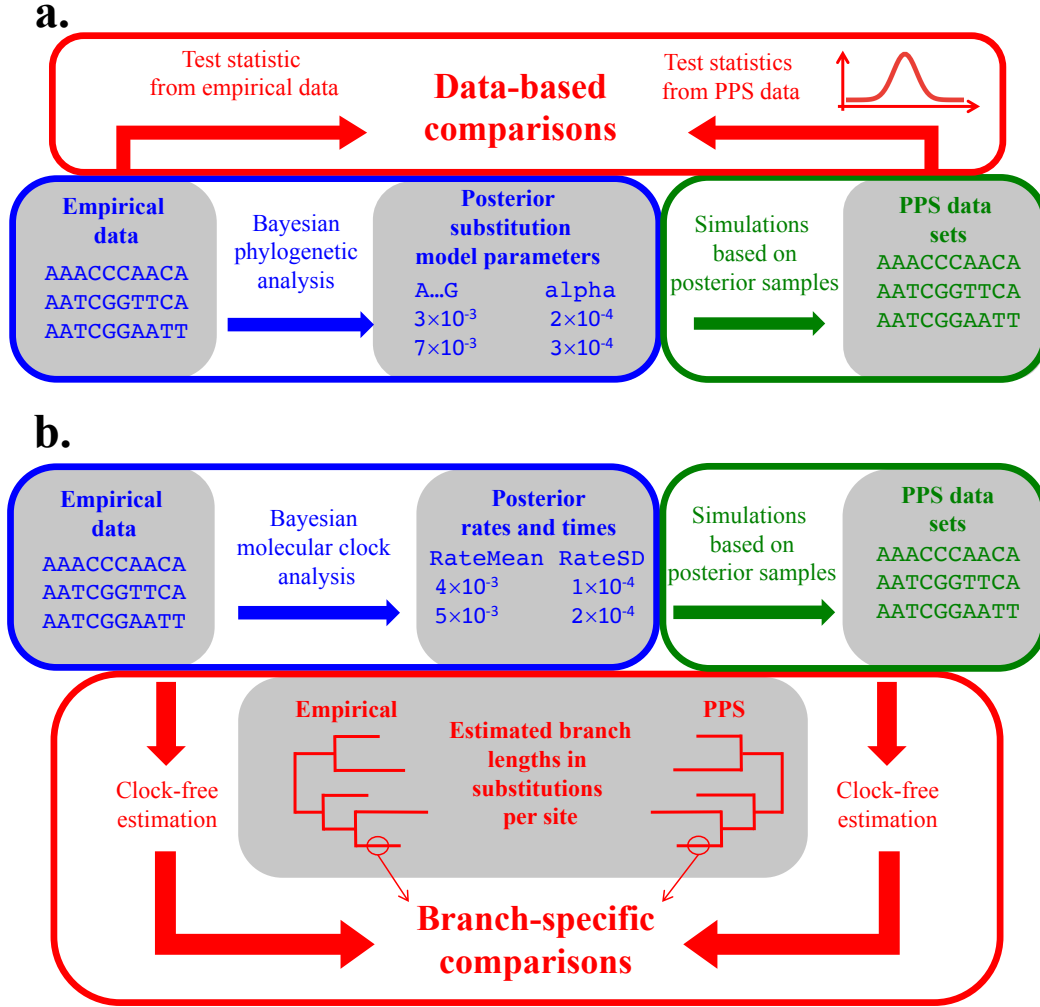 a.
Test statistic
from empirical data
Data-based
comparisons
Test statistics
from PPS data
Empirical
data
AAACCCAACA
AATCGGTTCA
AATCGGAATT
Bayesian
phylogenetic
analysis
Posterior
substitution
model parameters
A…G alpha
3×10⁻³ 2×10⁻⁴
7×10⁻³ 3×10⁻⁴
Simulations
based on
posterior samples
PPS data
sets
AAACCCAACA
AATCGGTTCA
AATCGGAATT
b.
Empirical
data
AAACCCAACA
AATCGGTTCA
AATCGGAATT
Bayesian
molecular clock
analysis
Posterior
rates and times
RateMean RateSD
4×10⁻³ 1×10⁻⁴
5×10⁻³ 2×10⁻⁴
Simulations
based on
posterior samples
PPS data
sets
AAACCCAACA
AATCGGTTCA
AATCGGAATT
Clock-free
estimation
Empirical
Estimated branch
lengths in
substitutions
per site
PPS
Clock-free
estimation
Branch-specific
comparisons